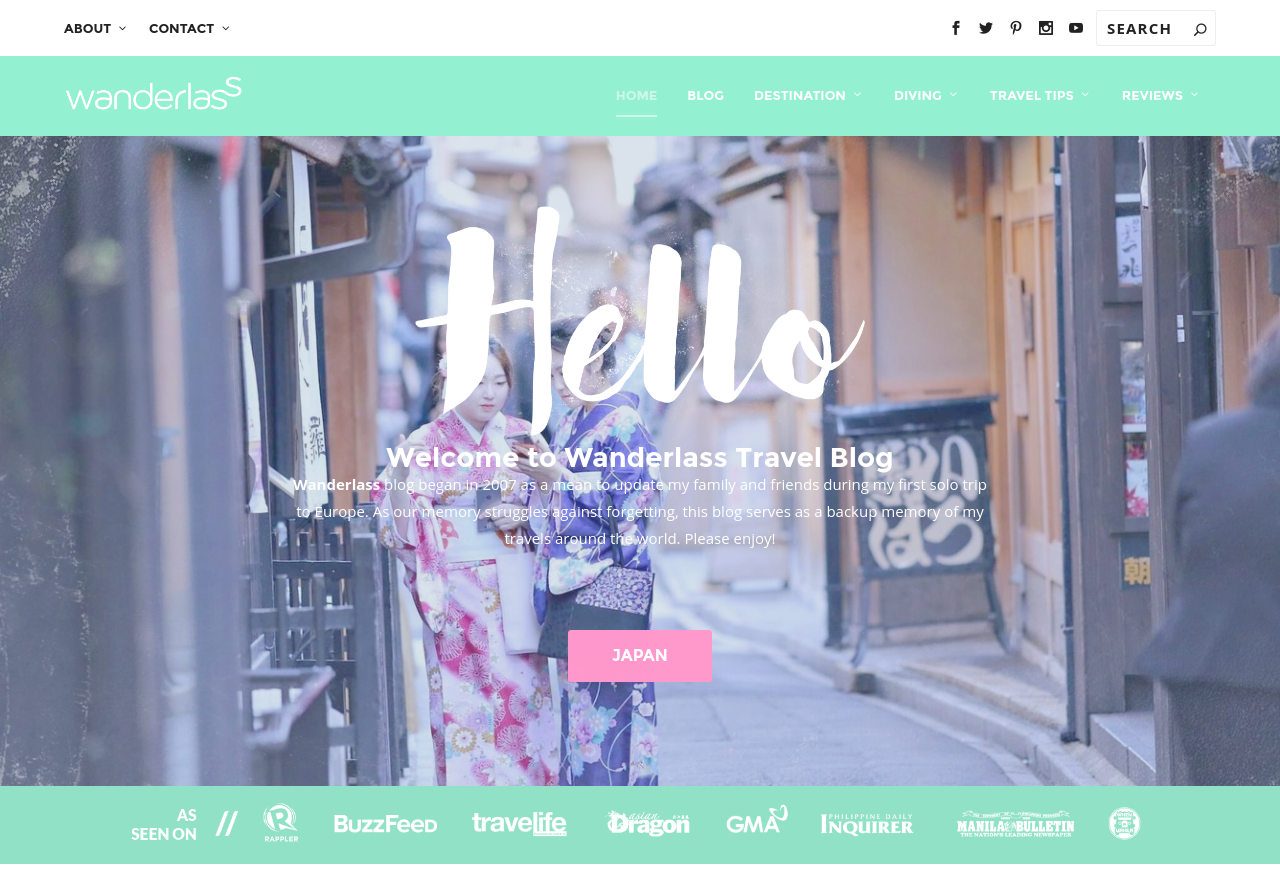 ABOUT
CONTACT
SEARCH
wanderlass
HOME
BLOG
DESTINATION
DIVING
TRAVEL TIPS
REVIEWS
Hello
Welcome to Wanderlass Travel Blog
Wanderlass blog began in 2007 as a mean to update my family and friends during my first solo trip
to Europe. As our memory struggles against forgetting, this blog serves as a backup memory of my
travels around the world. Please enjoy!
JAPAN
AS
SEEN ON //
RAPPLER
BuzzFeed
travelife
asian
Dragon
GMA
PHILIPPINE DAILY
INQUIRER
MANILA BULLETIN
THE NATION'S LEADING NEWSPAPER
朝